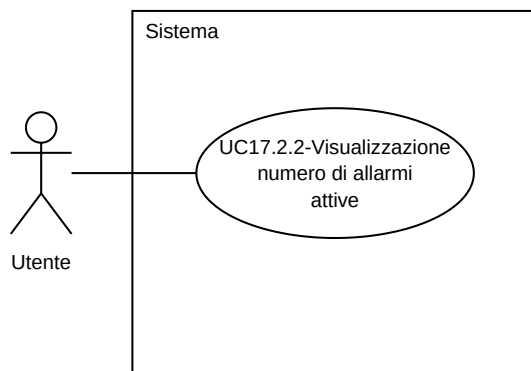 Sistema
UC17.2.2-Visualizzazione
numero di allarmi
attive
Utente